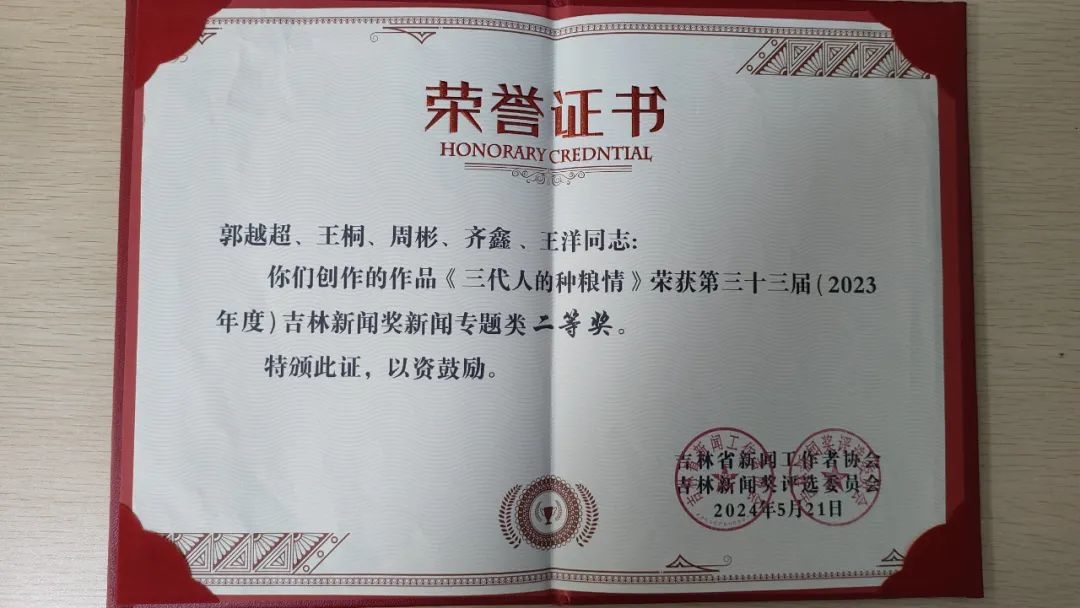 荣誉证书
HONORARY CREDNTIAL
郭越超、王桐、周彬、齐鑫、王洋同志:
你们创作的作品《三代人的种粮情》荣获第三十三届(2023
年度)吉林新闻奖新闻专题类二等奖。
特颁此证，以资鼓励。
吉林省新闻工作者协会
吉林新闻奖评选委员会
2024年5月21日